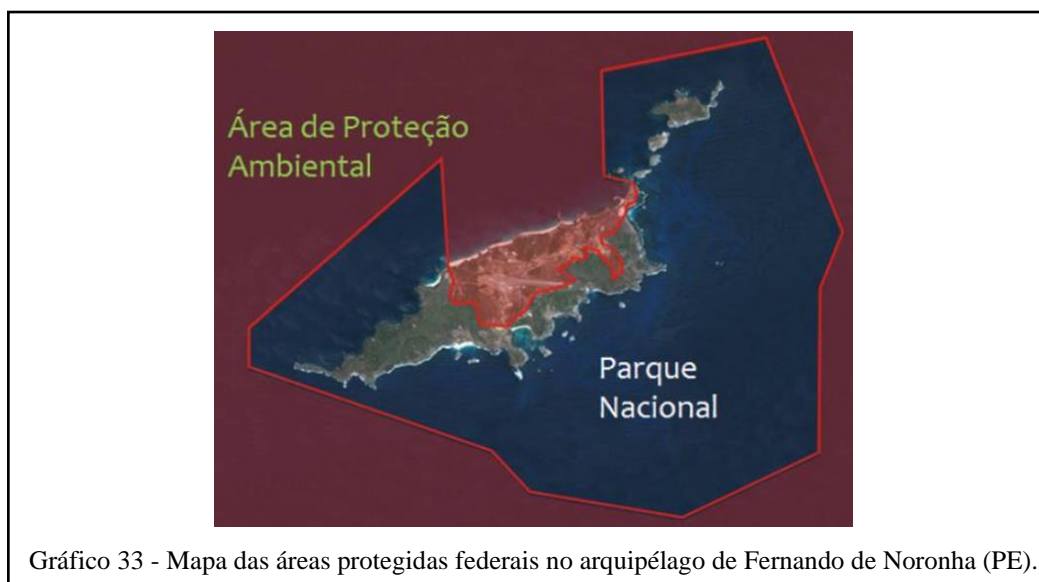 Área de Proteção
Ambiental
Parque
Nacional
Gráfico 33 - Mapa das áreas protegidas federais no arquipélago de Fernando de Noronha (PE).